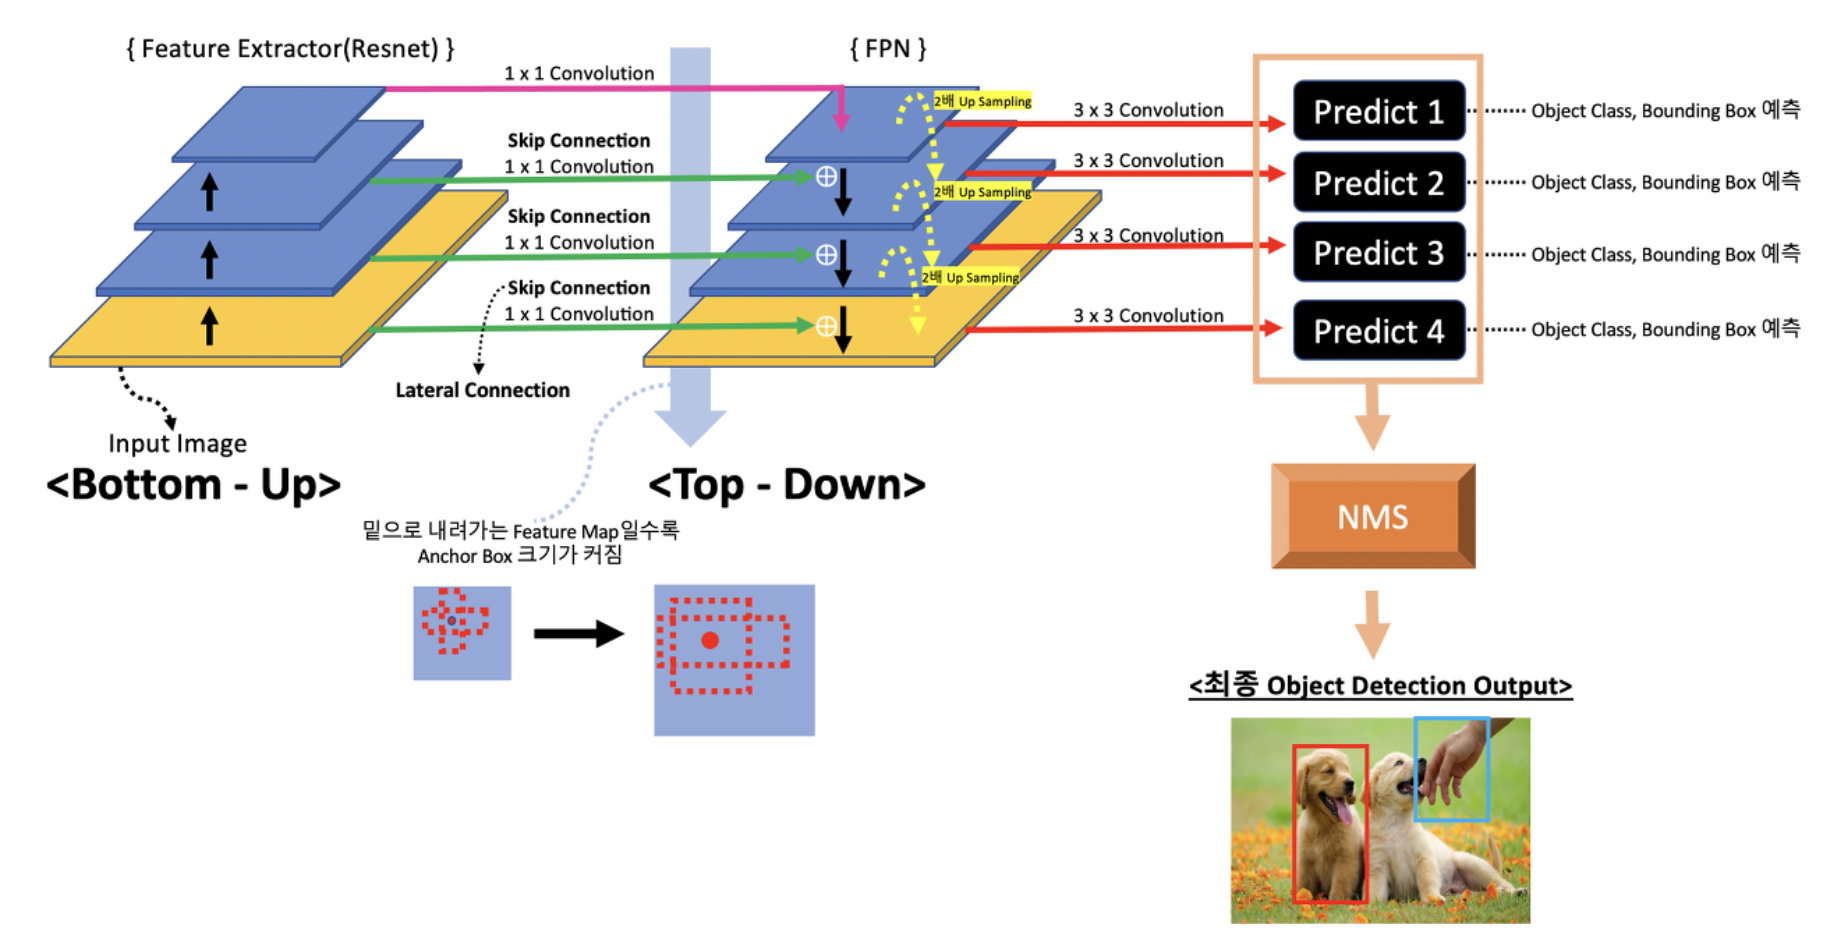 { Feature Extractor(Resnet) }
{ FPN }
1 x 1 Convolution
2배 Up Sampling
3 x 3 Convolution
Predict 1
Object Class, Bounding Box 예측
Skip Connection
1 x 1 Convolution
2배 Up Sampling
3 x 3 Convolution
Predict 2
Object Class, Bounding Box 예측
Skip Connection
1 x 1 Convolution
2배 Up Sampling
3 x 3 Convolution
Predict 3
Object Class, Bounding Box 예측
Skip Connection
1 x 1 Convolution
3 x 3 Convolution
Predict 4
Object Class, Bounding Box 예측
Lateral Connection
Input Image
<Bottom - Up>
<Top - Down>
밑으로 내려가는 Feature Map일수록
Anchor Box 크기가 커짐
NMS
<최종 Object Detection Output>